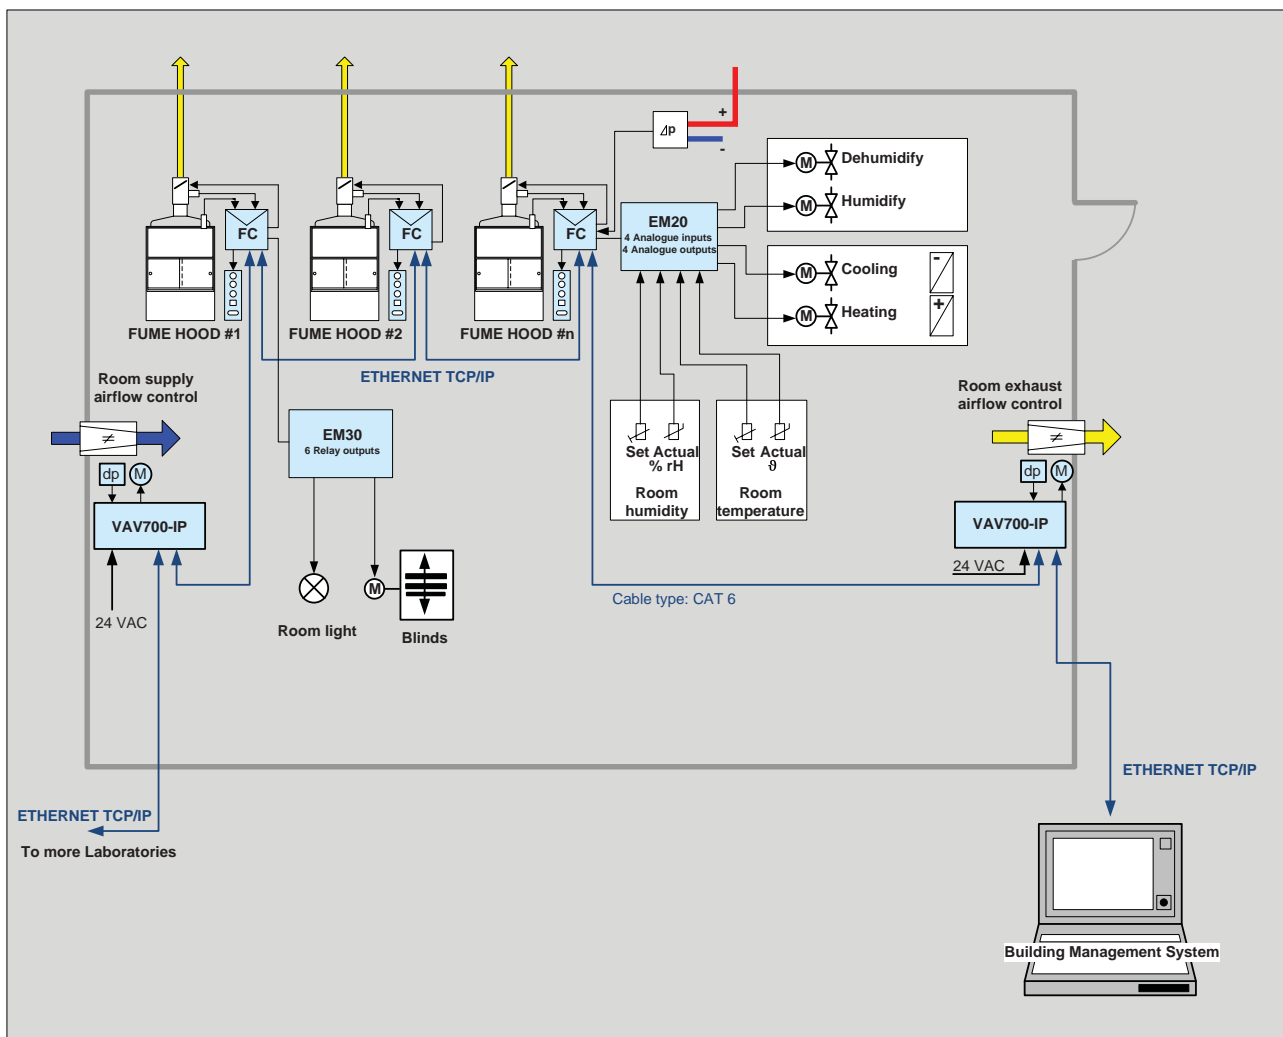 +
Δp
-
M
Dehumidify
M
Humidify
FC
FC
FC
EM20
4 Analogue inputs
4 Analogue outputs
M
Cooling
-
M
Heating
+
FUME HOOD #1
FUME HOOD #2
FUME HOOD #n
ETHERNET TCP/IP
Room supply
airflow control
≠
dp
M
VAV700-IP
24 VAC
EM30
6 Relay outputs
M
Room light
Blinds
Set Actual
% rH
Room
humidity
Set Actual
ϑ
Room
temperature
Room exhaust
airflow control
≠
dp
M
VAV700-IP
24 VAC
Cable type: CAT 6
ETHERNET TCP/IP
ETHERNET TCP/IP
To more Laboratories
Building Management System